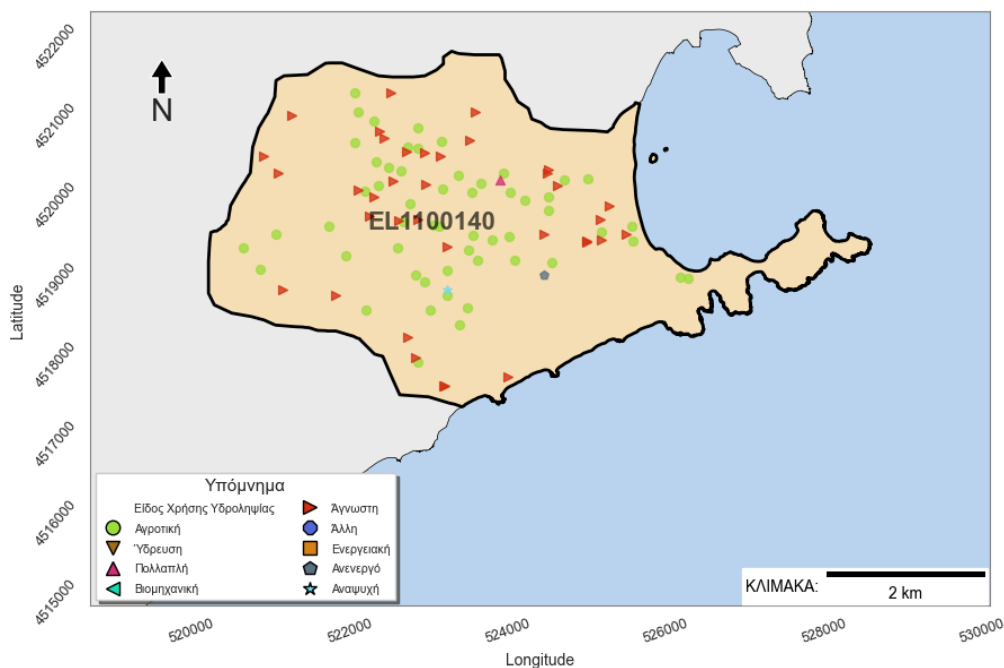 4522000
4521000
4520000
4519000
4518000
4517000
4516000
4515000
Latitude
N
EL1100140
Υπόμνημα
Είδος Χρήσης Υδροληψίας
Αγροτική
Ύδρευση
Πολλαπλή
Βιομηχανική
Άγνωστη
Άλλη
Ενεργειακή
Ανενεργό
Αναψυχή
ΚΛΙΜΑΚΑ:
2 km
520000
522000
524000
526000
528000
530000
Longitude